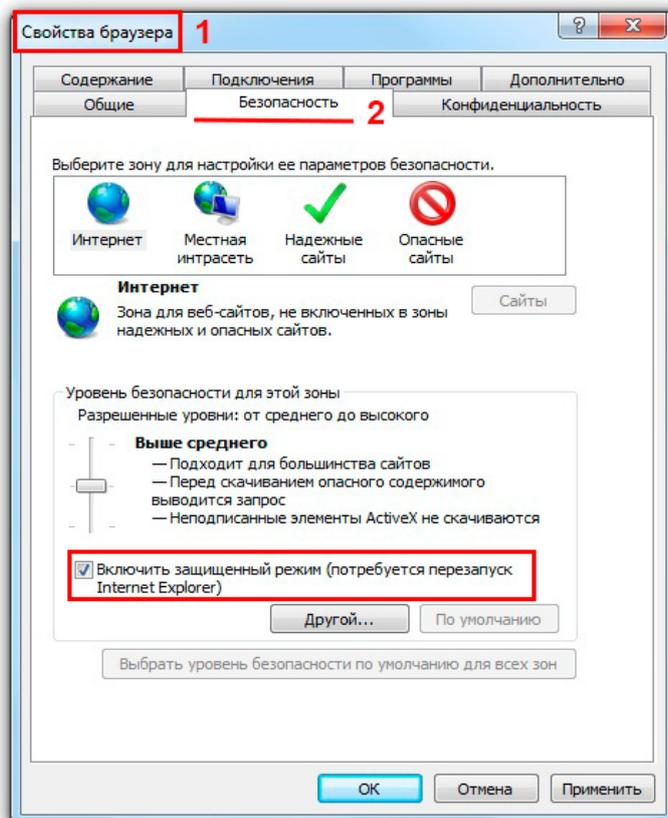 Свойства браузера 1
Содержание Подключения Программы Дополнительно
Общие Безопасность 2 Конфиденциальность
Выберите зону для настройки ее параметров безопасности.
Интернет Местная Надежные Опасные
интрасеть сайты сайты
Интернет
Сайты
Зона для веб-сайтов, не включенных в зоны
надежных и опасных сайтов.
Уровень безопасности для этой зоны
Разрешенные уровни: от среднего до высокого
Выше среднего
— Подходит для большинства сайтов
— Перед скачиванием опасного содержимого
выводится запрос
— Неподписанные элементы ActiveX не скачиваются
Включить защищенный режим (потребуется перезапуск
Internet Explorer)
Другой... По умолчанию
Выбрать уровень безопасности по умолчанию для всех зон
ОК Отмена Применить